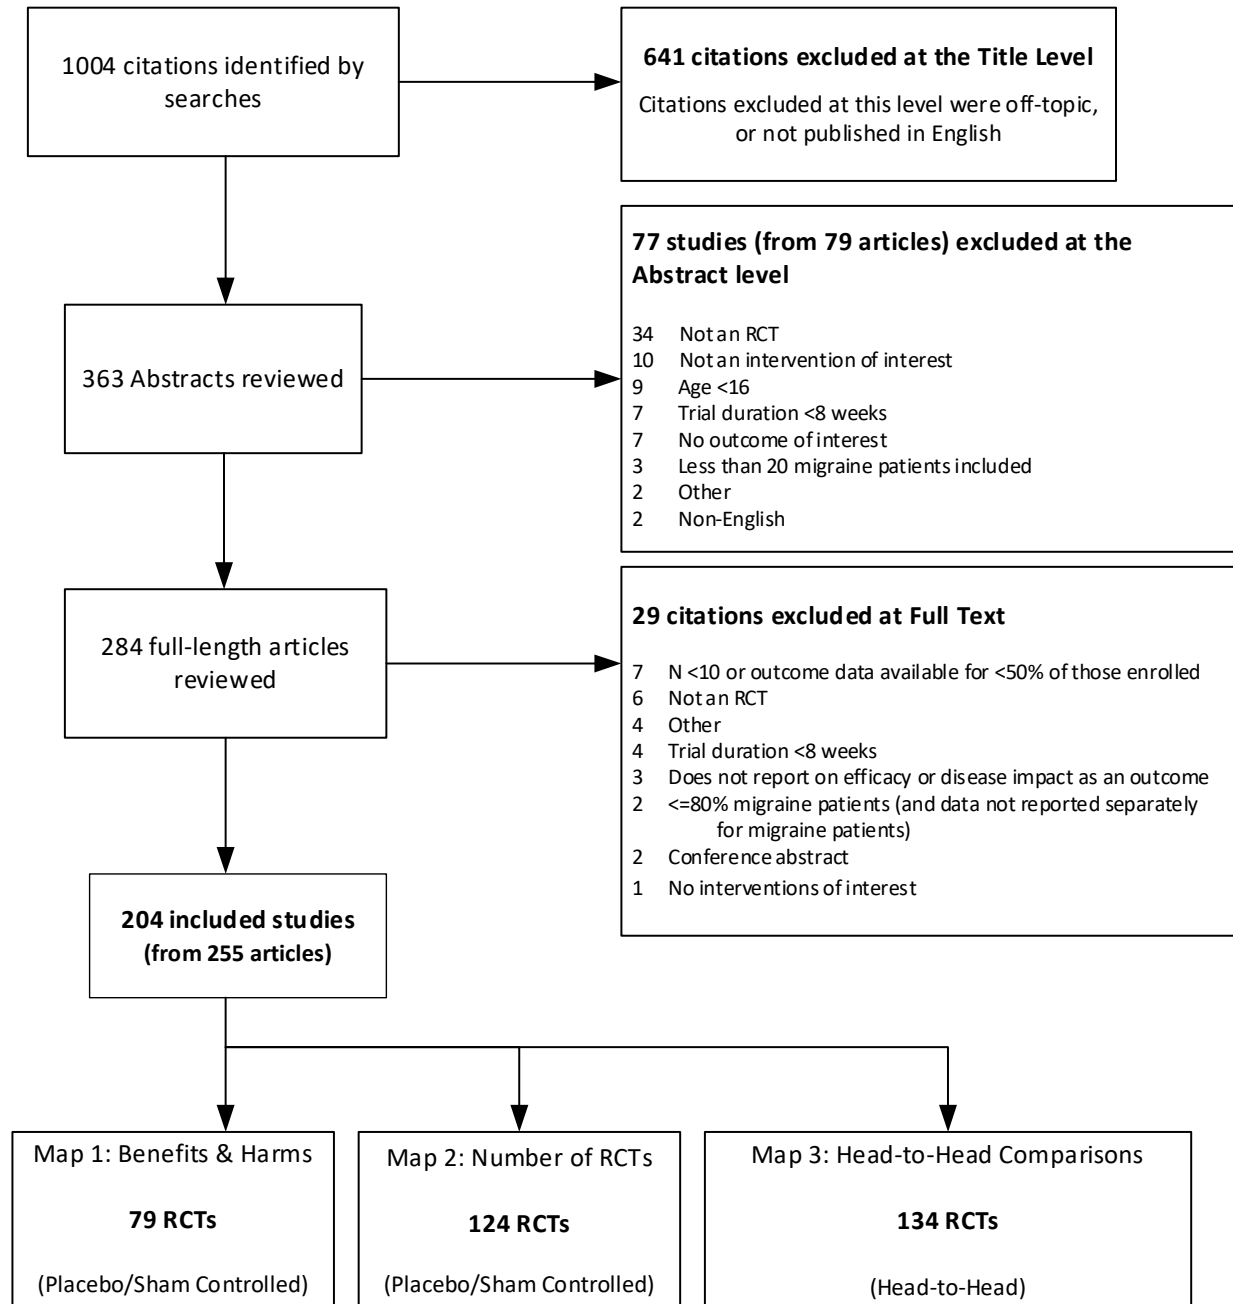 1004 citations identified by
searches
641 citations excluded at the Title Level
Citations excluded at this level were off-topic,
or not published in English
77 studies (from 79 articles) excluded at the
Abstract level
34 Not an RCT
10 Not an intervention of interest
9 Age <16
7 Trial duration <8 weeks
7 No outcome of interest
3 Less than 20 migraine patients included
2 Other
2 Non-English
363 Abstracts reviewed
284 full-length articles
reviewed
29 citations excluded at Full Text
7 N <10 or outcome data available for <50% of those enrolled
6 Not an RCT
4 Other
4 Trial duration <8 weeks
3 Does not report on efficacy or disease impact as an outcome
2 <=80% migraine patients (and data not reported separately
for migraine patients)
2 Conference abstract
1 No interventions of interest
204 included studies
(from 255 articles)
Map 1: Benefits & Harms
79 RCTs
(Placebo/Sham Controlled)
Map 2: Number of RCTs
124 RCTs
(Placebo/Sham Controlled)
Map 3: Head-to-Head Comparisons
134 RCTs
(Head-to-Head)